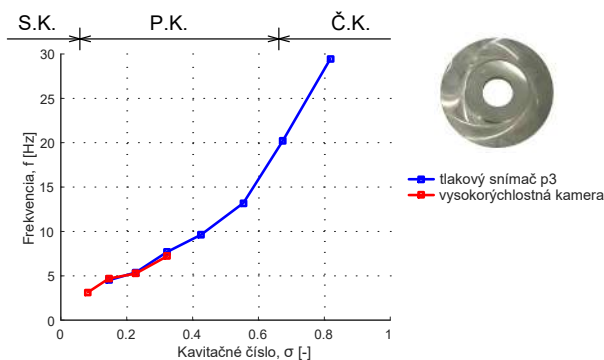 S.K. P.K. Č.K.
30
25
20
15
10
5
0
Frekvencia, f [Hz]
0 0.2 0.4 0.6 0.8 1
Kavitačné číslo, σ [-]
tlakový snímač p3
vysokorýchlostná kamera